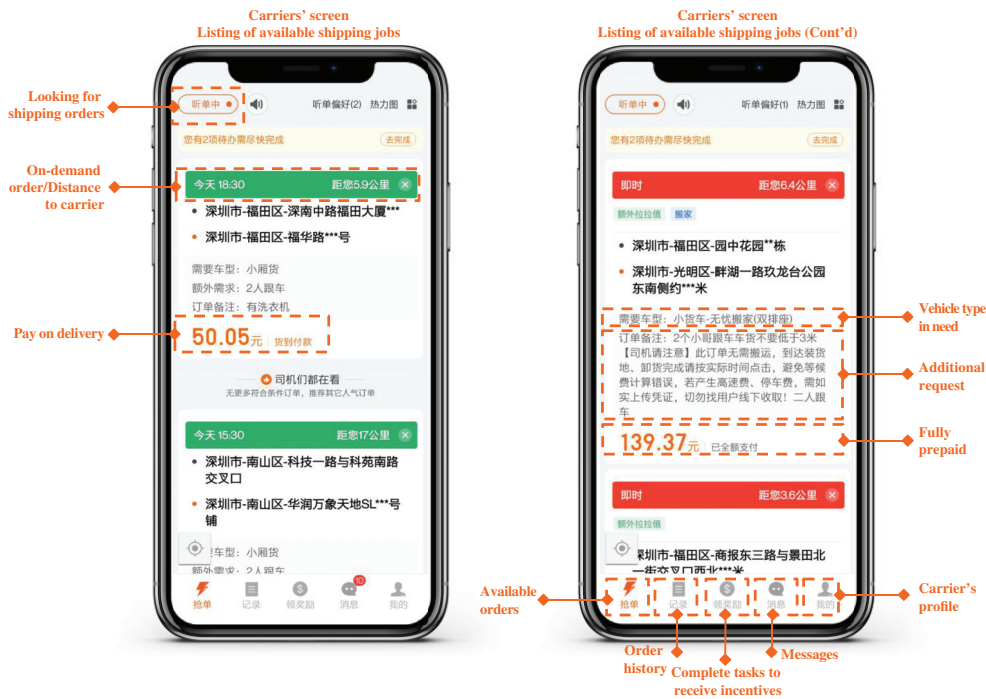 Carriers' screen
Listing of available shipping jobs
Looking for
shipping orders
On-demand
order/Distance
to carrier
Pay on delivery
听单中
听单偏好(2) 热力图
您有2项待办需尽快完成 去完成
今天 18:30 距您5.9公里
深圳市-福田区-深南中路福田大厦***
深圳市-福田区-福华路***号
需要车型：小厢货
额外需求：2人跟车
订单备注：有洗衣机
50.05元 货到付款
司机们都在看
无更多符合条件订单，推荐其它人气订单
今天 15:30 距您17公里
深圳市-南山区-科技一路与科苑南路
交叉口
深圳市-南山区-华润万象天地SL***号
铺
车型：小厢货
额外需求：2人跟车
10
抢单 记录 领奖励 消息 我的
Carriers' screen
Listing of available shipping jobs (Cont'd)
听单中
听单偏好(1) 热力图
您有2项待办需尽快完成 去完成
即时 距您6.4公里
额外拉拉值 搬家
深圳市-福田区-园中花园**栋
深圳市-光明区-畔湖一路玖龙台公园
东南侧约***米
需要车型：小货车-无忧搬家(双排座)
订单备注：2个小哥跟车车货不要低于3米
【司机请注意】此订单无需搬运，到达装货
地、卸货完成请按实际时间点击，避免等候
费计算错误，若产生高速费、停车费，需如
实上传凭证，切勿找用户线下收取！二人跟
车
139.37元 已全额支付
即时 距您3.6公里
额外拉拉值
深圳市-福田区-商报东三路与景田北
一街交叉口西北***米
抢单 记录 领奖励 消息 我的
Vehicle type
in need
Additional
request
Fully
prepaid
Available
orders
Order
history
Complete tasks to
receive incentives
Messages
Carrier's
profile